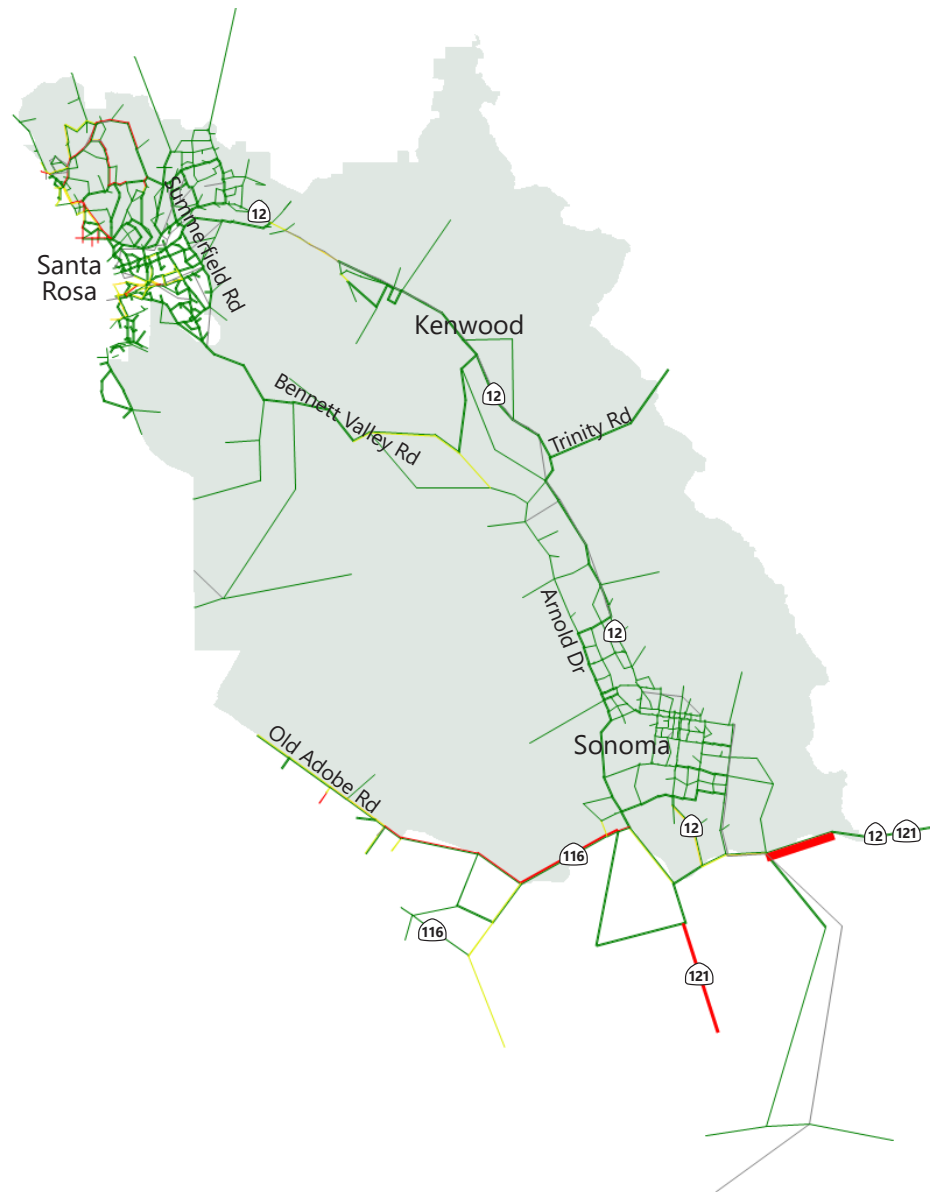 12
Summerfield Rd
Santa
Rosa
Kenwood
12
Bennett Valley Rd
Trinity Rd
Arnold Dr
12
Old Adobe Rd
Sonoma
12
12
121
116
116
121